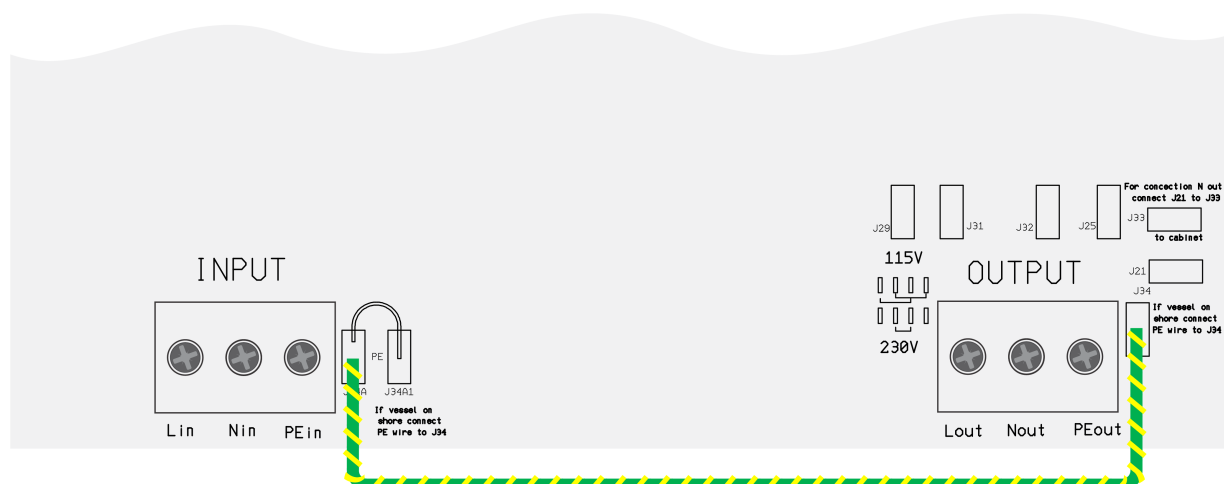 For concection N out
connect J21 to J33
J33
to cabinet
J29
J31
J32
J25
115V
OUTPUT
J21
J34
If vessel on
shore connect
PE wire to J34
230V
Lout Nout PEout
INPUT
PE
J34A1
If vessel on
shore connect
PE wire to J34
Lin Nin PEin